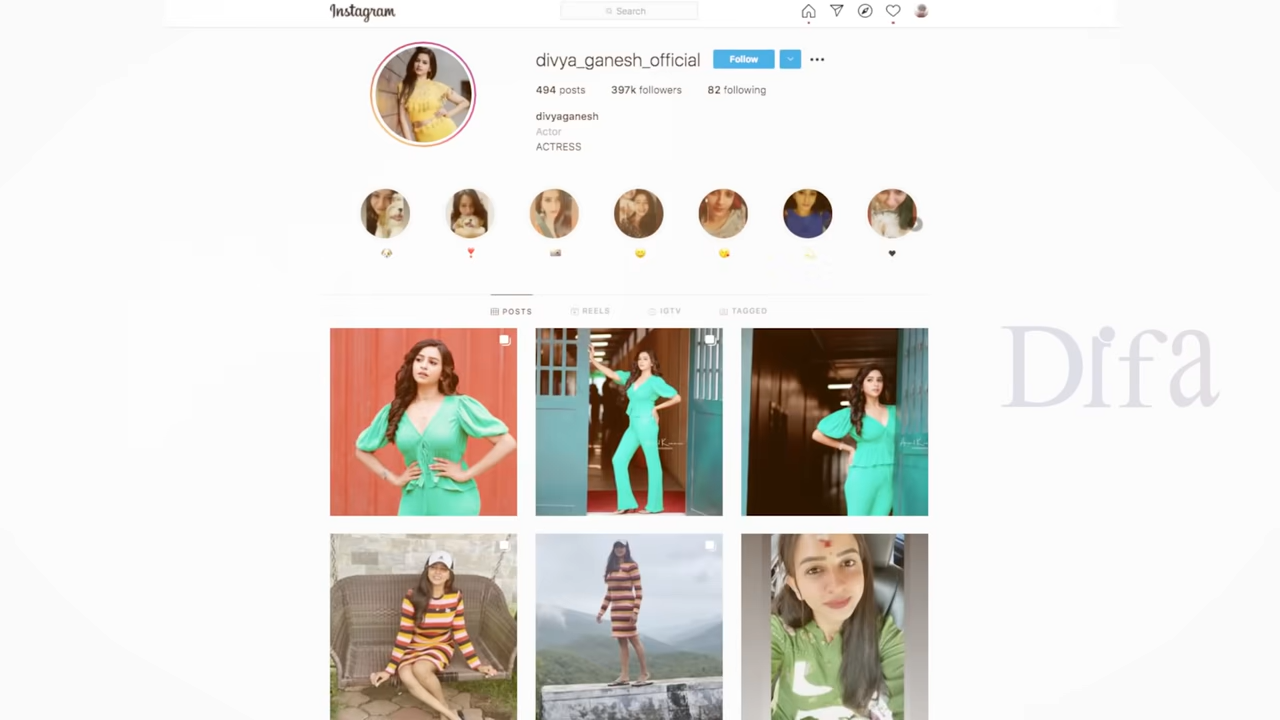 Instagram
Search
divya_ganesh_official
Follow
494 posts 397k followers 82 following
divyaganesh
Actor
ACTRESS
POSTS REELS IGTV TAGGED
Difa